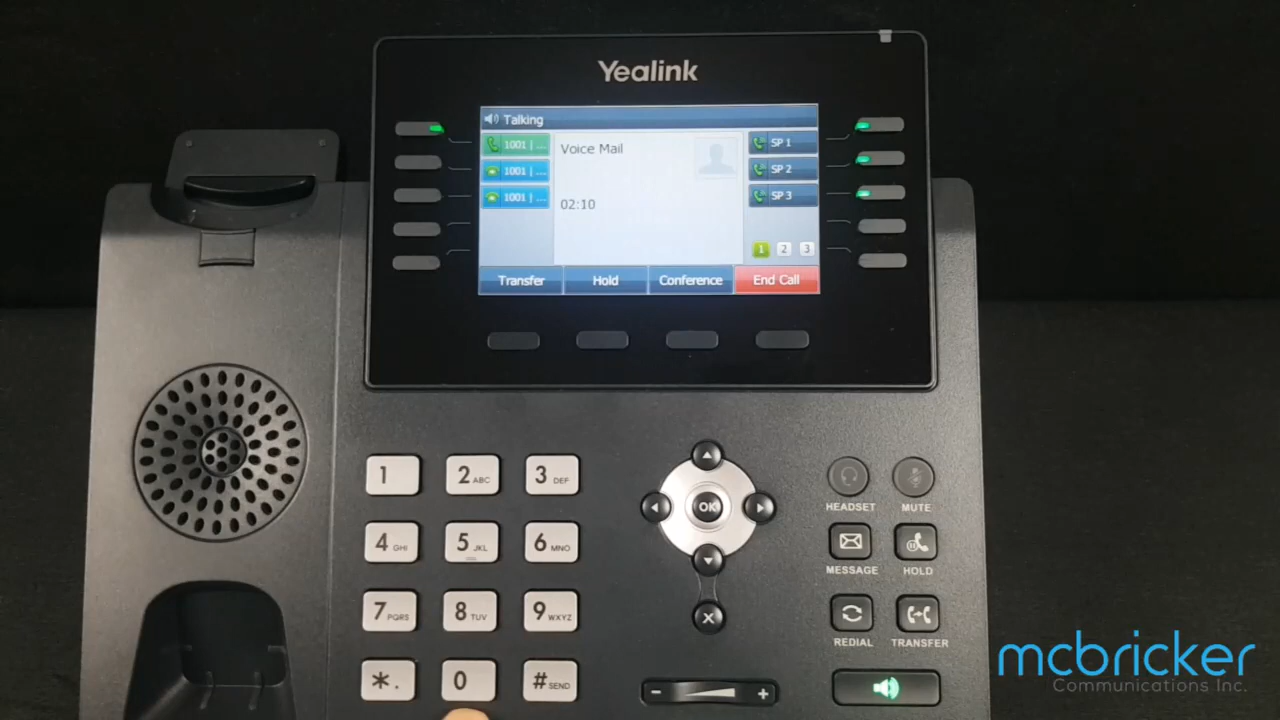 Yealink
Talking
1001 | ...
1001 | ...
1001 | ...
Voice Mail
02:10
SP 1
SP 2
SP 3
1 2 3
Transfer
Hold
Conference
End Call
1
2 ABC
3 DEF
4 GHI
5 JKL
6 MNO
7 PQRS
8 TUV
9 WXYZ
*.
0
# SEND
OK
X
HEADSET
MUTE
MESSAGE
HOLD
REDIAL
TRANSFER
- +
mcbricker
Communications Inc.